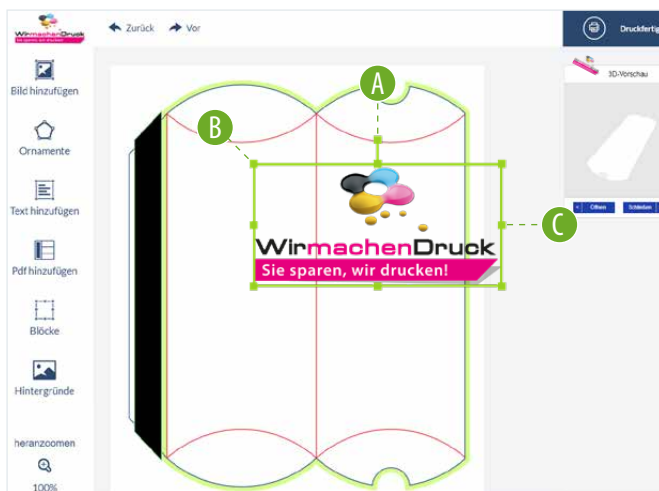 WirmachenDruck
Sie sparen, wir drucken!
Zurück
Vor
Druckfertig
Bild hinzufügen
Ornamente
Text hinzufügen
Pdf hinzufügen
Blöcke
Hintergründe
heranzoomen
100%
A
B
C
WirmachenDruck
Sie sparen, wir drucken!
3D-Vorschau
< Öffnen
Schließen